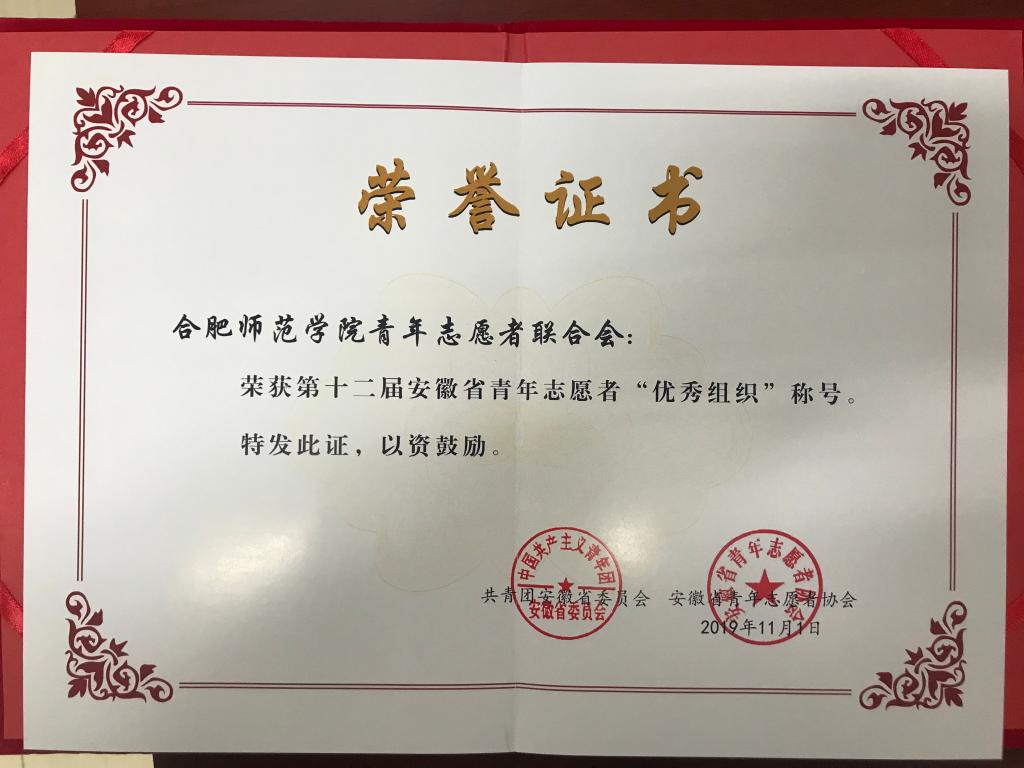 荣誉证书
合肥师范学院青年志愿者联合会:
荣获第十二届安徽省青年志愿者“优秀组织”称号。
特发此证,以资鼓励。
中国共产主义青年团
安徽省委员会
安徽省青年志愿者协会
共青团安徽省委员会 安徽省青年志愿者协会
2019年11月1日